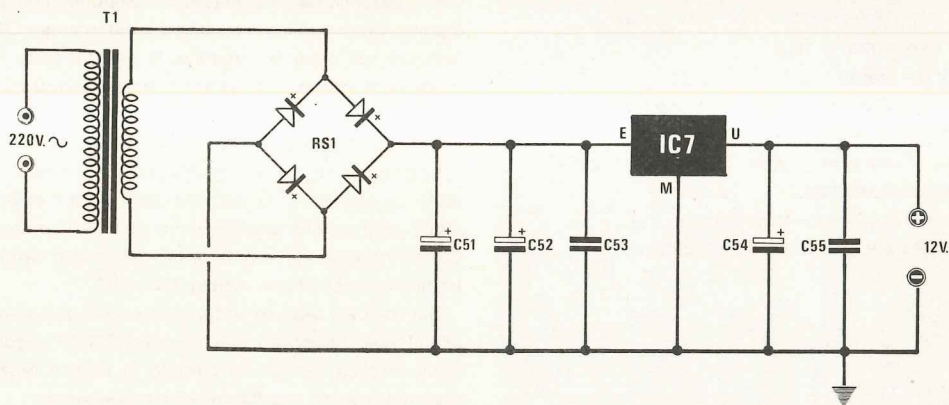 T1
220V.~
RS1
E
IC7
U
M
+
C51
+
C52
C53
+
C54
C55
+
12V.
-